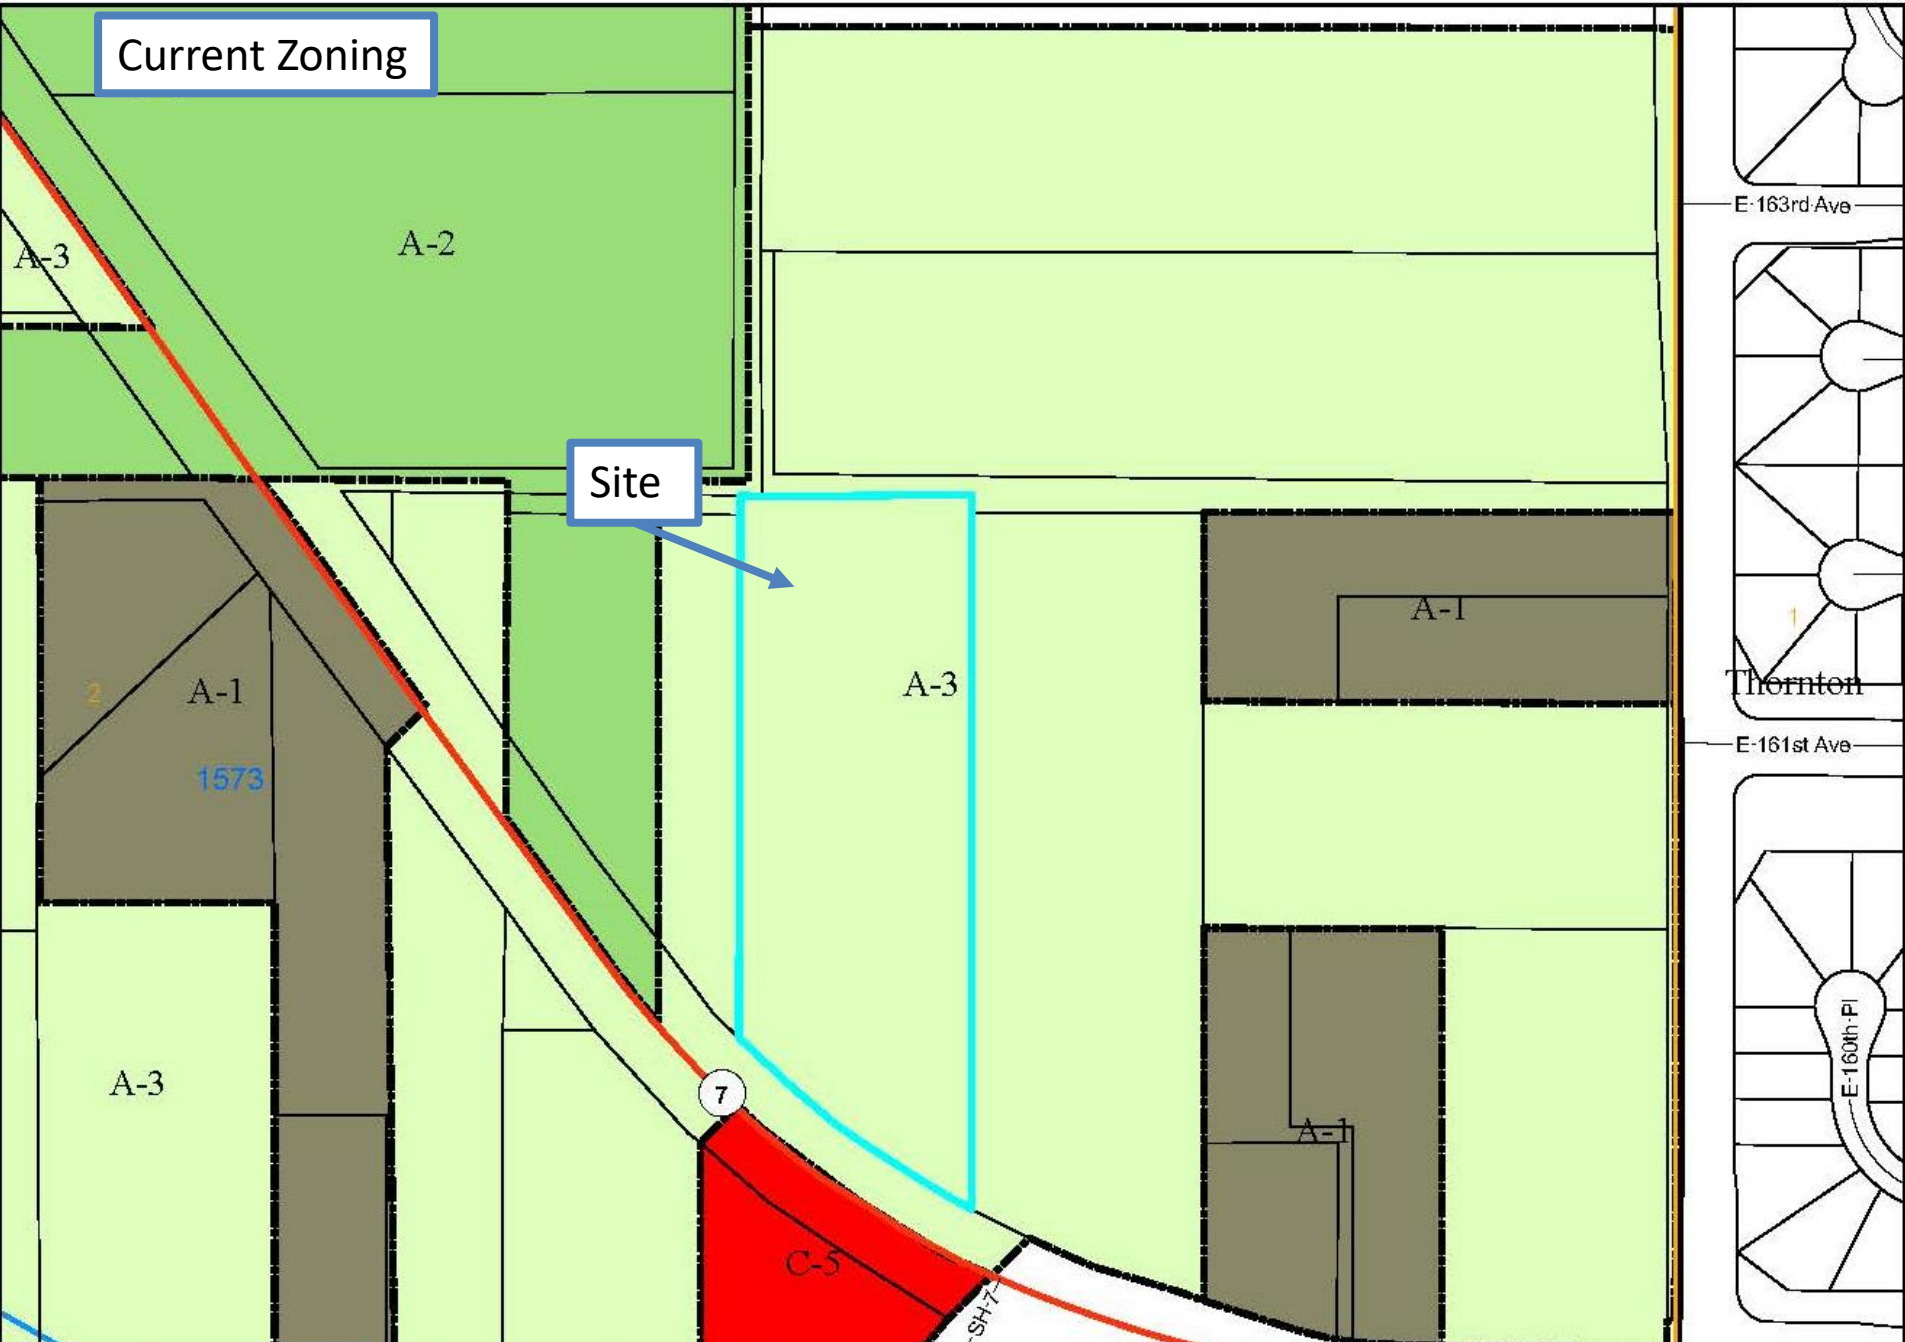 Current Zoning
E-163rd-Ave
A-2
A-3
Site
A-1
1
A-3
Thornton
2
A-1
E-161st Ave
1573
E-160th-Pl
A-3
7
A-1
C-5
SH-7